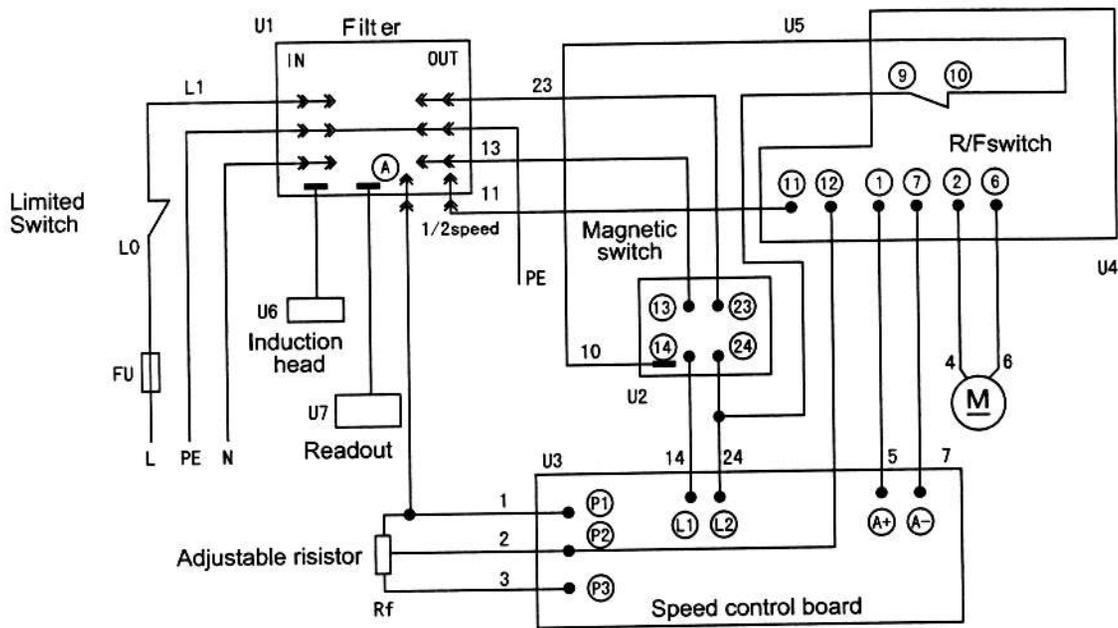 U1
Filter
IN
OUT
L1
23
13
11
1/2speed
A
PE
Limited
Switch
L0
FU
L
PE
N
U6
Induction
head
U7
Readout
U5
9
10
R/Fswitch
11
12
1
7
2
6
U4
Magnetic
switch
13
23
14
24
10
U2
4
6
M
U3
14
24
5
7
1
2
3
P1
P2
P3
L1
L2
A+
A-
Adjustable risistor
Rf
Speed control board